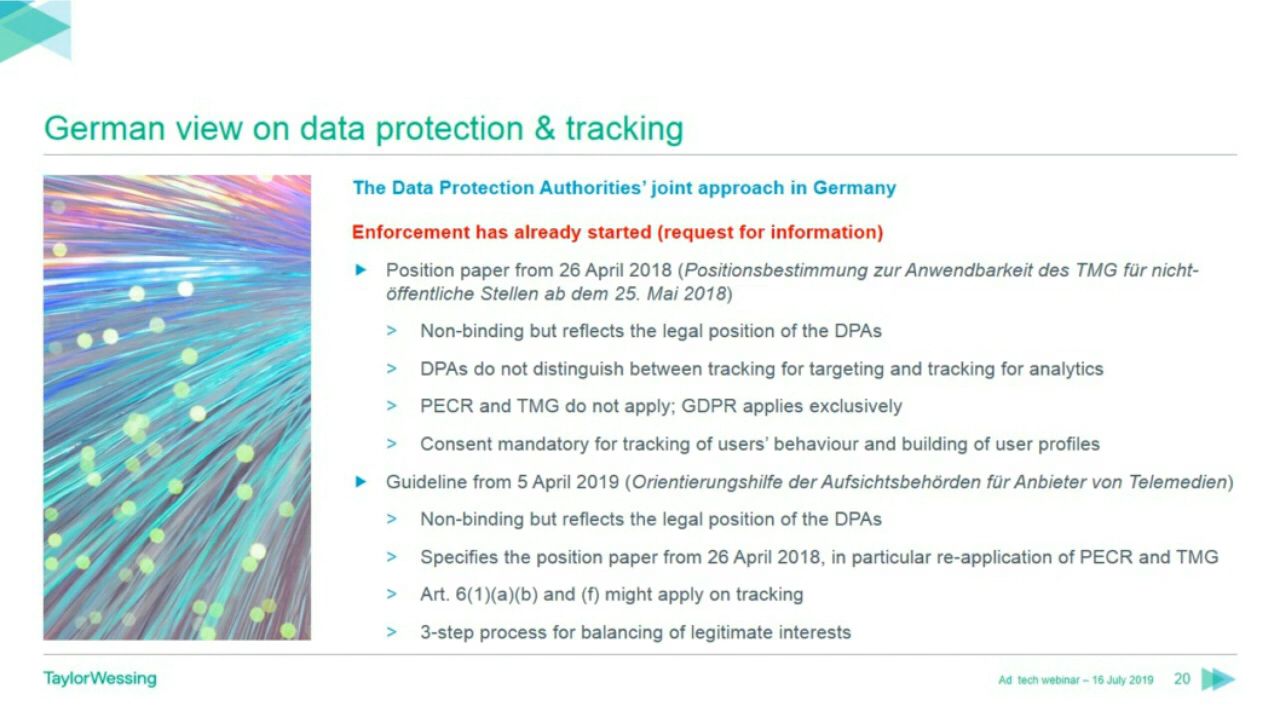 German view on data protection & tracking
The Data Protection Authorities' joint approach in Germany
Enforcement has already started (request for information)
Position paper from 26 April 2018 (Positionsbestimmung zur Anwendbarkeit des TMG für nicht-
öffentliche Stellen ab dem 25. Mai 2018)
> Non-binding but reflects the legal position of the DPAs
> DPAs do not distinguish between tracking for targeting and tracking for analytics
> PECR and TMG do not apply; GDPR applies exclusively
> Consent mandatory for tracking of users' behaviour and building of user profiles
Guideline from 5 April 2019 (Orientierungshilfe der Aufsichtsbehörden für Anbieter von Telemedien)
> Non-binding but reflects the legal position of the DPAs
> Specifies the position paper from 26 April 2018, in particular re-application of PECR and TMG
> Art. 6(1)(a)(b) and (f) might apply on tracking
> 3-step process for balancing of legitimate interests
TaylorWessing
Ad tech webinar – 16 July 2019 20